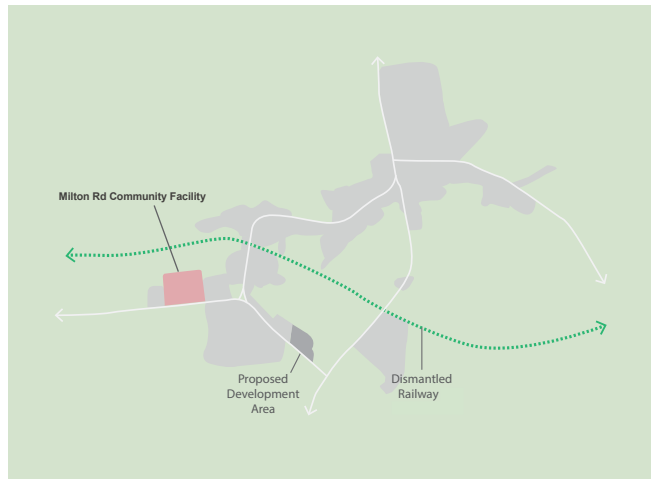 Milton Rd Community Facility
Proposed
Development
Area
Dismantled
Railway